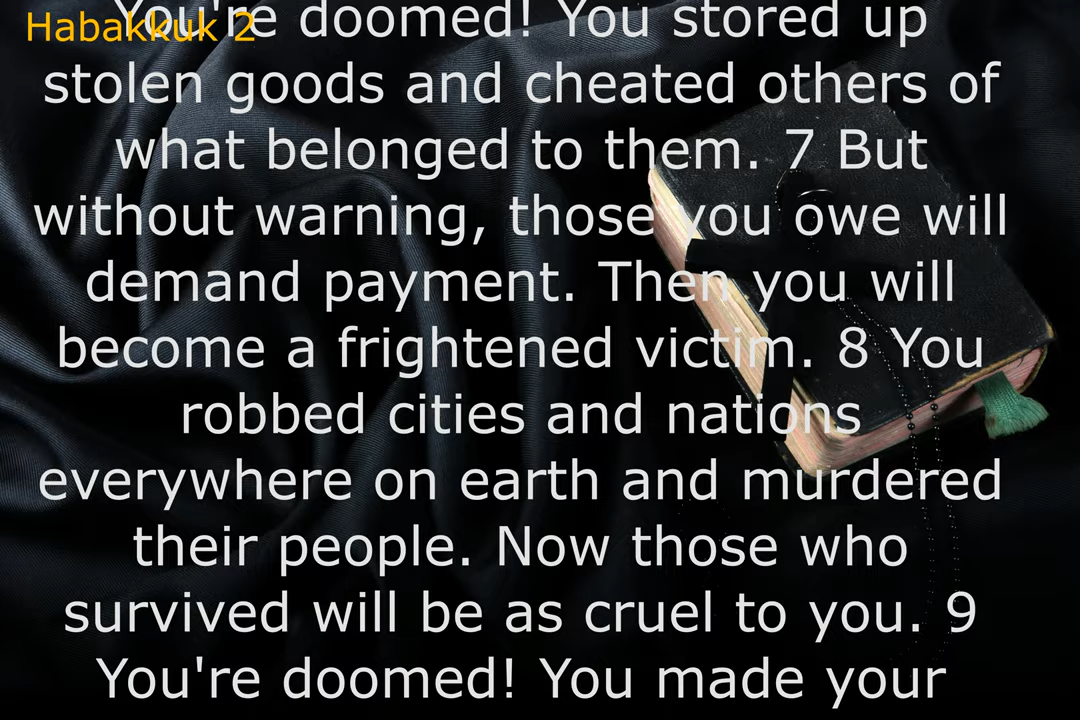 Habakkuk 2
You're doomed! You stored up
stolen goods and cheated others of
what belonged to them. 7 But
without warning, those you owe will
demand payment. Then you will
become a frightened victim. 8 You
robbed cities and nations
everywhere on earth and murdered
their people. Now those who
survived will be as cruel to you. 9
You're doomed! You made your